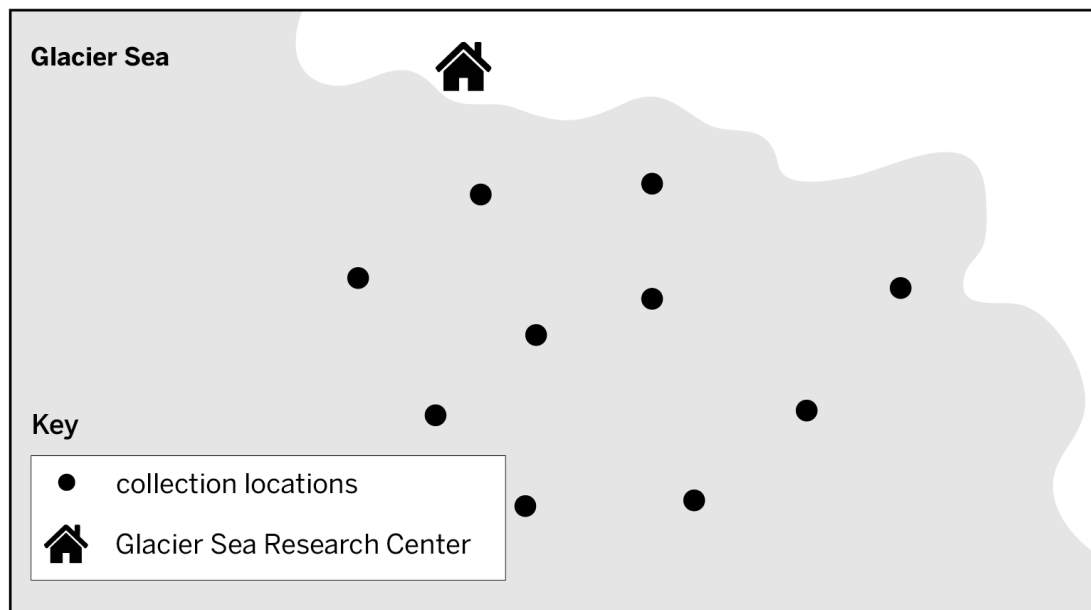 Glacier Sea
Key
collection locations
Glacier Sea Research Center